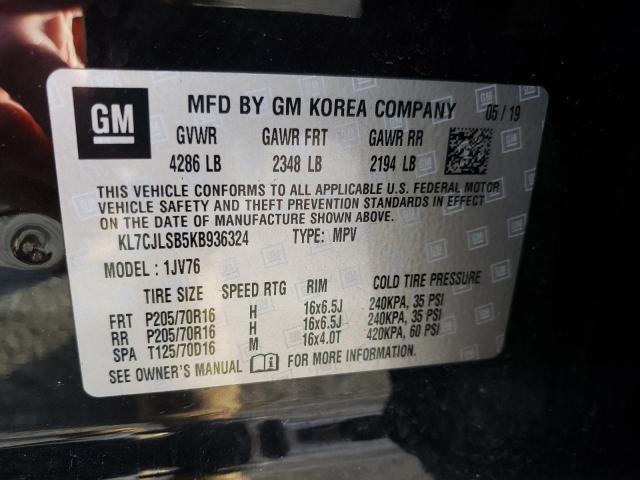 GM MFD BY GM KOREA COMPANY 05/19
GVWR GAWR FRT GAWR RR
4286 LB 2348 LB 2194 LB
THIS VEHICLE CONFORMS TO ALL APPLICABLE U.S. FEDERAL MOTOR
VEHICLE SAFETY AND THEFT PREVENTION STANDARDS IN EFFECT
ON THE DATE OF MANUFACTURE SHOWN ABOVE.
KL7CJLSB5KB936324 TYPE: MPV
MODEL: 1JV76
TIRE SIZE SPEED RTG RIM COLD TIRE PRESSURE
FRT P205/70R16 H 16x6.5J 240KPA, 35 PSI
RR P205/70R16 H 16x6.5J 240KPA, 35 PSI
SPA T125/70D16 M 16x4.0T 420KPA, 60 PSI
SEE OWNER'S MANUAL FOR MORE INFORMATION.